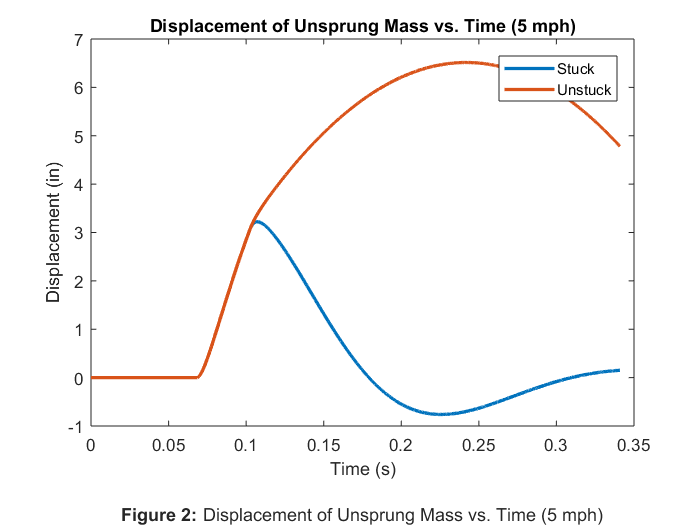 Displacement of Unsprung Mass vs. Time (5 mph)
7
6
5
4
3
2
1
0
-1
Displacement (in)
Stuck
Unstuck
0 0.05 0.1 0.15 0.2 0.25 0.3 0.35
Time (s)
Figure 2: Displacement of Unsprung Mass vs. Time (5 mph)